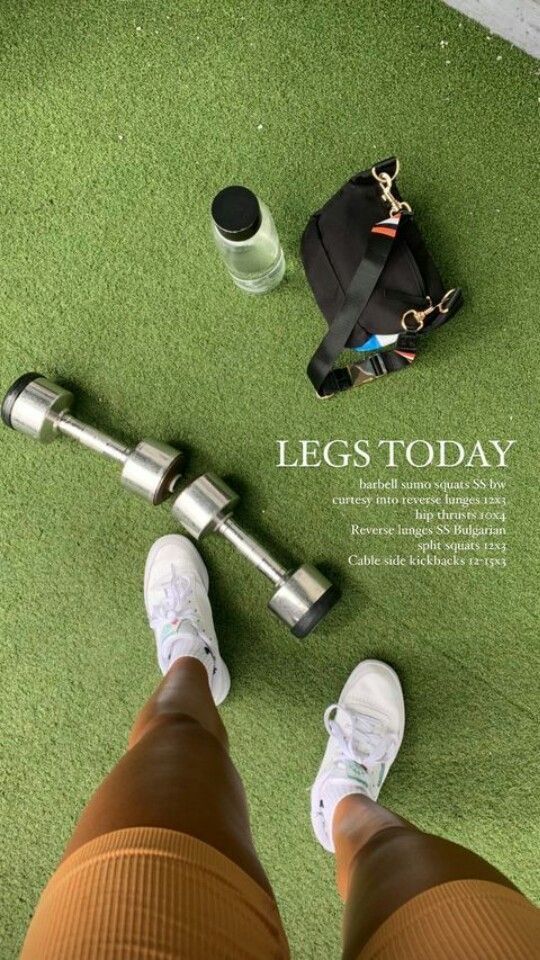 LEGS TODAY
barbell sumo squats SS bw
curtesy into reverse lunges 12x3
hip thrusts 10x4
Reverse lunges SS Bulgarian
split squats 12x3
Cable side kickbacks 12-15x3